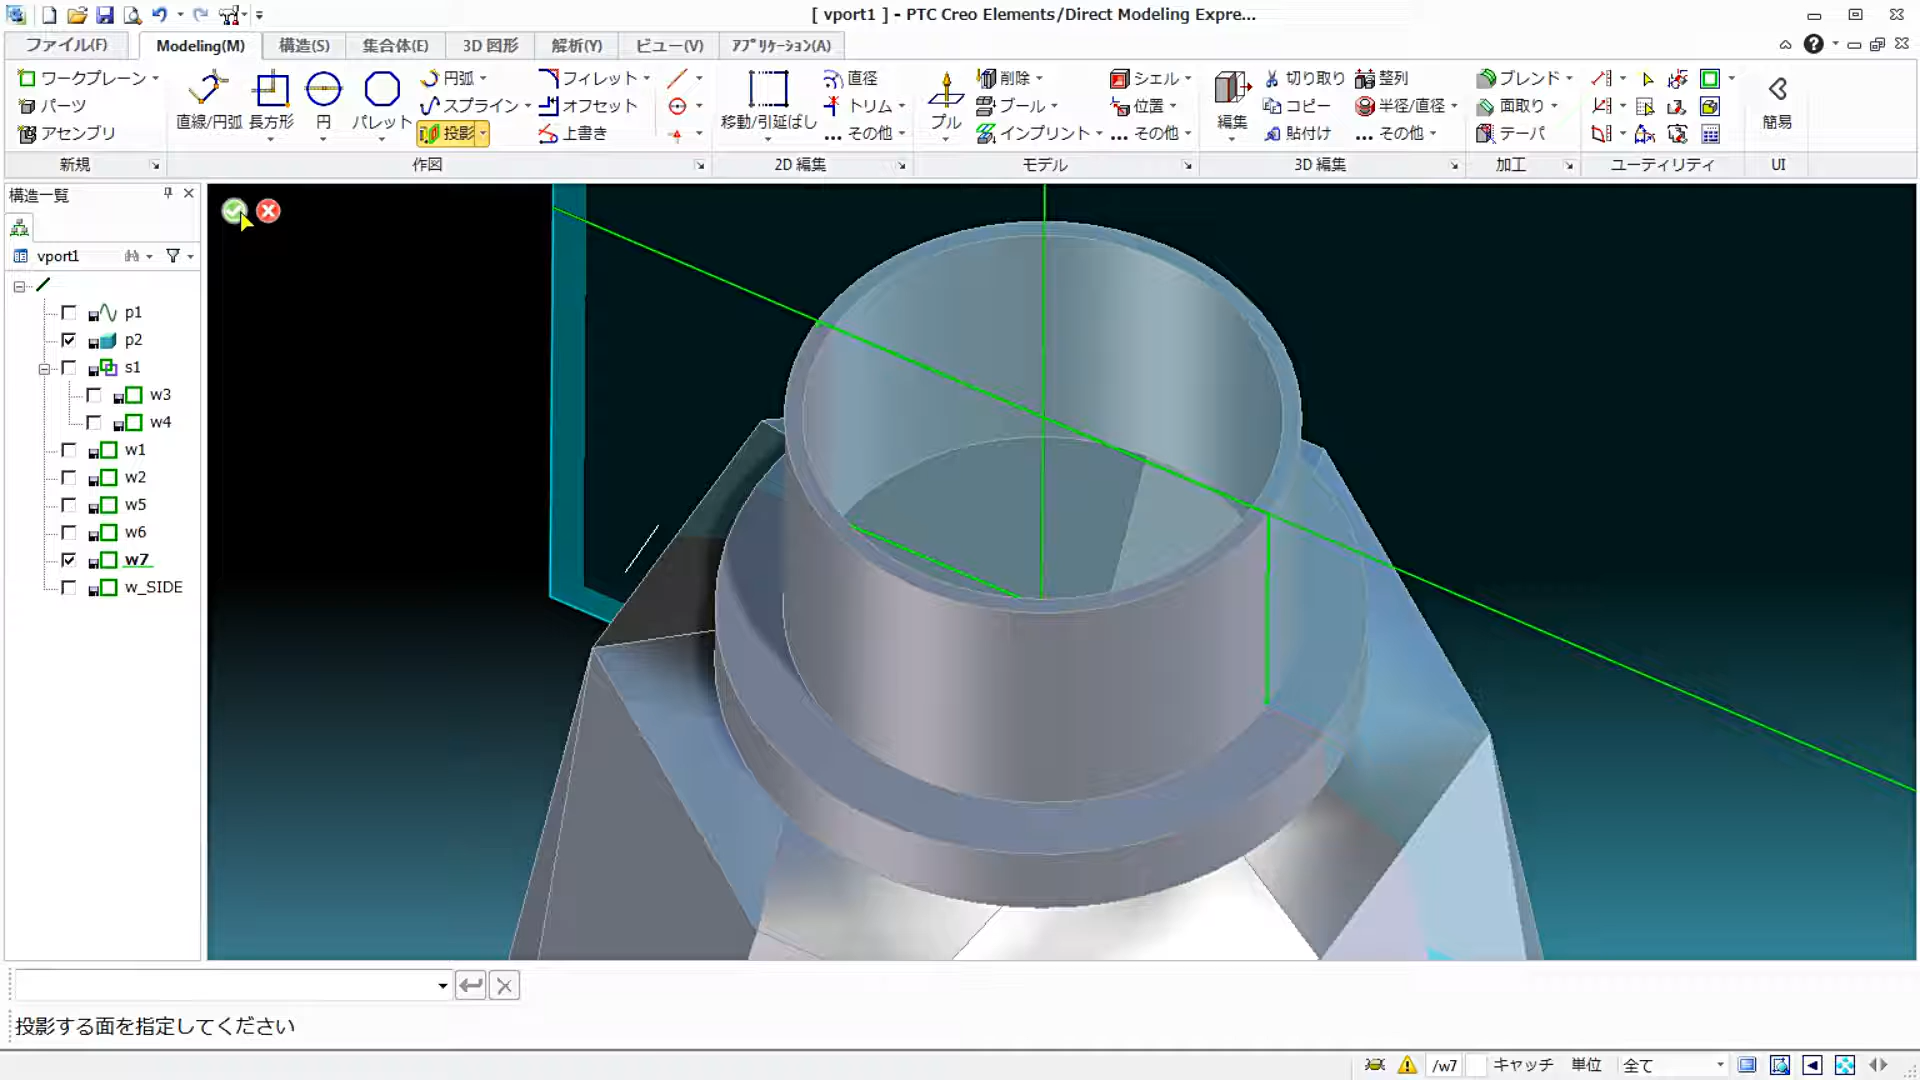 [ vport1 ] - PTC Creo Elements/Direct Modeling Expre...
ファイル(F) Modeling(M) 構造(S) 集合体(E) 3D 図形 解析(Y) ビュー(V) アプリケーション(A)
ワークプレーン パーツ アセンブリ
新規
直線/円弧 長方形 円 パレット 円弧 スプライン 投影 フィレット オフセット 上書き
作図
移動/引延ばし 直径 トリム その他
2D 編集
プル 削除 ブール インプリント シェル 位置 その他
モデル
編集 切り取り コピー 貼付け 整列 半径/直径 その他
3D 編集
ブレンド 面取り テーパ
加工
ユーティリティ
簡易
UI
構造一覧
vport1
p1
p2
s1
w3
w4
w1
w2
w5
w6
w7
w_SIDE
投影する面を指定してください
/w7 キャッチ 単位 全て